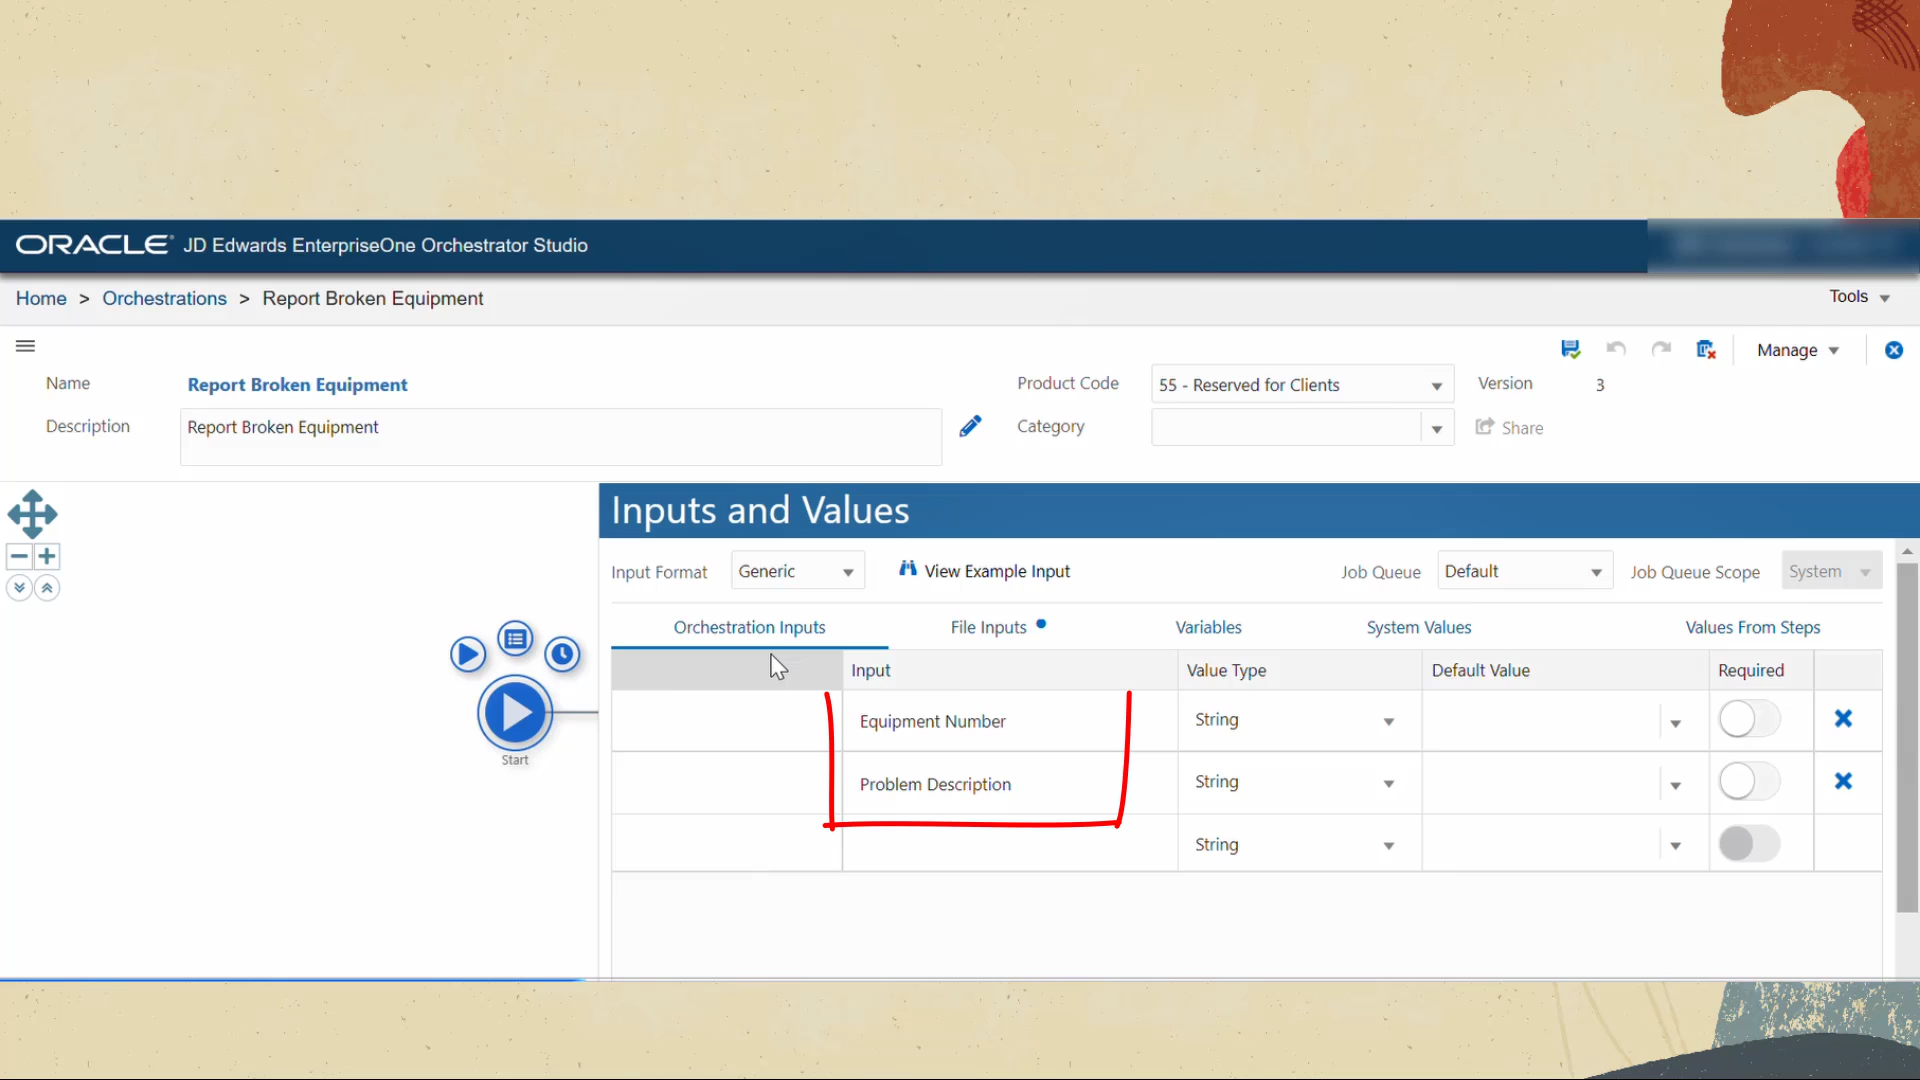 ORACLE® JD Edwards EnterpriseOne Orchestrator Studio
Home > Orchestrations > Report Broken Equipment
Tools
Manage
Name
Report Broken Equipment
Product Code
55 - Reserved for Clients
Version
3
Description
Report Broken Equipment
Category
Share
Inputs and Values
Input Format
Generic
View Example Input
Job Queue
Default
Job Queue Scope
System
Orchestration Inputs
File Inputs
Variables
System Values
Values From Steps
Input
Value Type
Default Value
Required
Equipment Number
String
Problem Description
String
String
Start